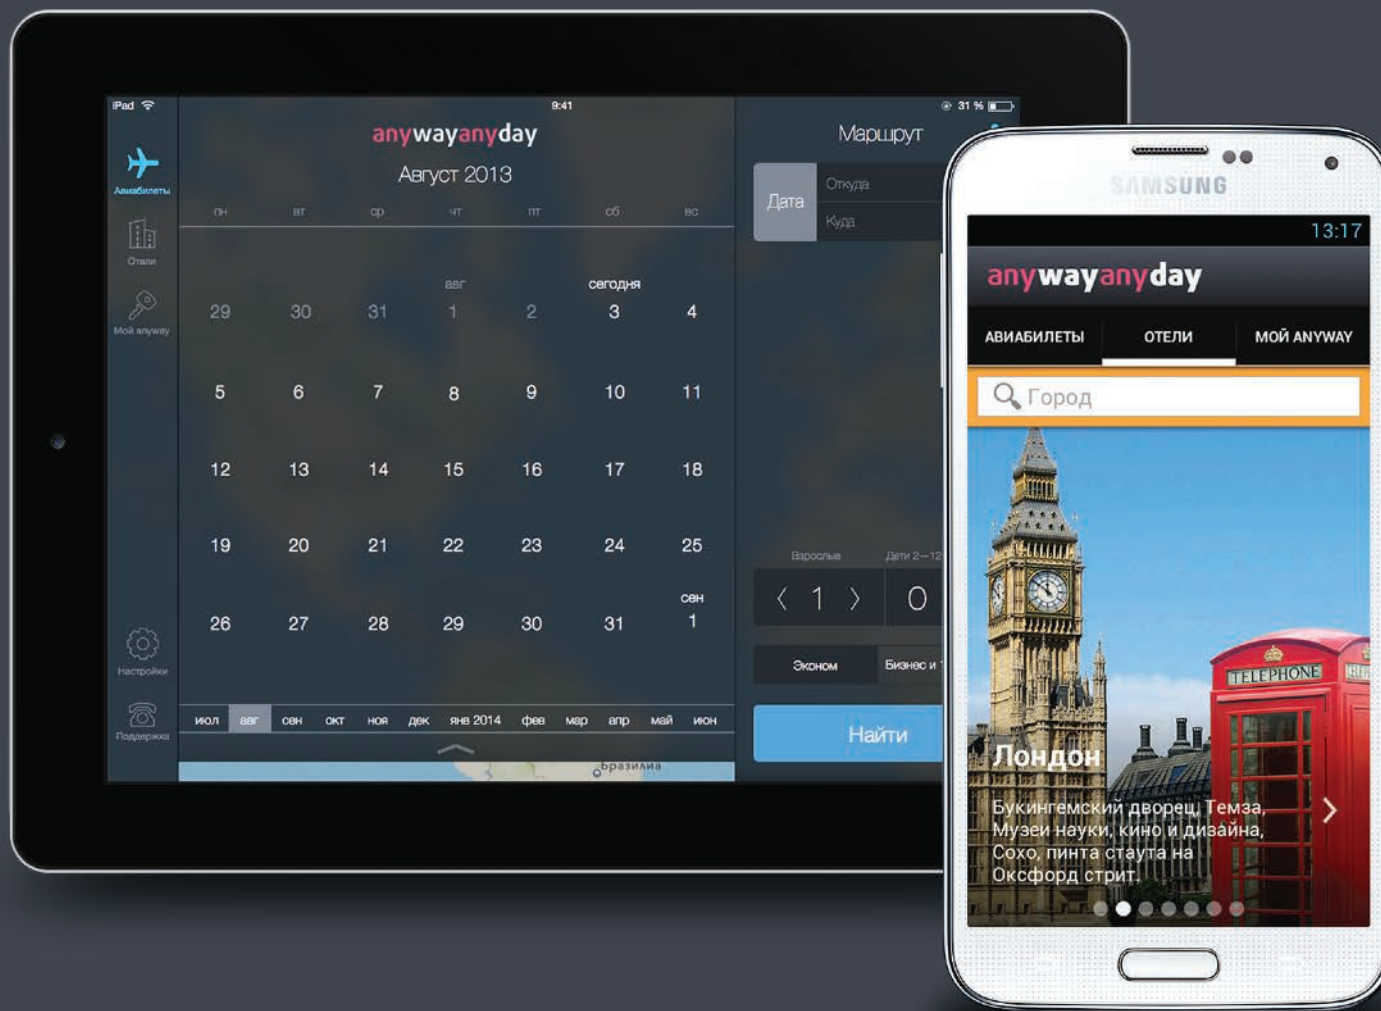 iPad
9:41
31 %
anywayanyday
Август 2013
пн вт ср чт пт сб вс
авг сегодня
29 30 31 1 2 3 4
5 6 7 8 9 10 11
12 13 14 15 16 17 18
19 20 21 22 23 24 25
сен
26 27 28 29 30 31 1
июл авг сен окт ноя дек янв 2014 фев мар апр май июн
Бразилиа
Авиабилеты
Отели
Мой anyway
Настройки
Поддержка
Маршрут
Дата
Откуда
Куда
Взрослые Дети 2—12
1 0
Эконом Бизнес и
Найти
SAMSUNG
13:17
anywayanyday
АВИАБИЛЕТЫ ОТЕЛИ МОЙ ANYWAY
Город
TELEPHONE
Лондон
Букингемский дворец, Темза,
Музеи науки, кино и дизайна,
Сохо, пинта стаута на
Оксфорд стрит.